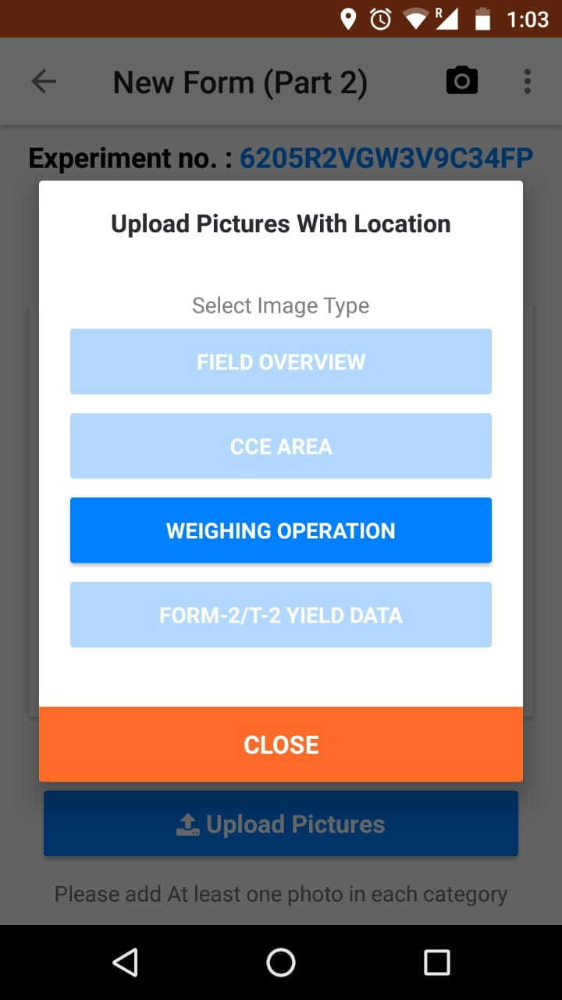 R 1:03
New Form (Part 2)
Experiment no. : 6205R2VGW3V9C34FP
Upload Pictures With Location
Select Image Type
FIELD OVERVIEW
CCE AREA
WEIGHING OPERATION
FORM-2/T-2 YIELD DATA
CLOSE
Upload Pictures
Please add At least one photo in each category